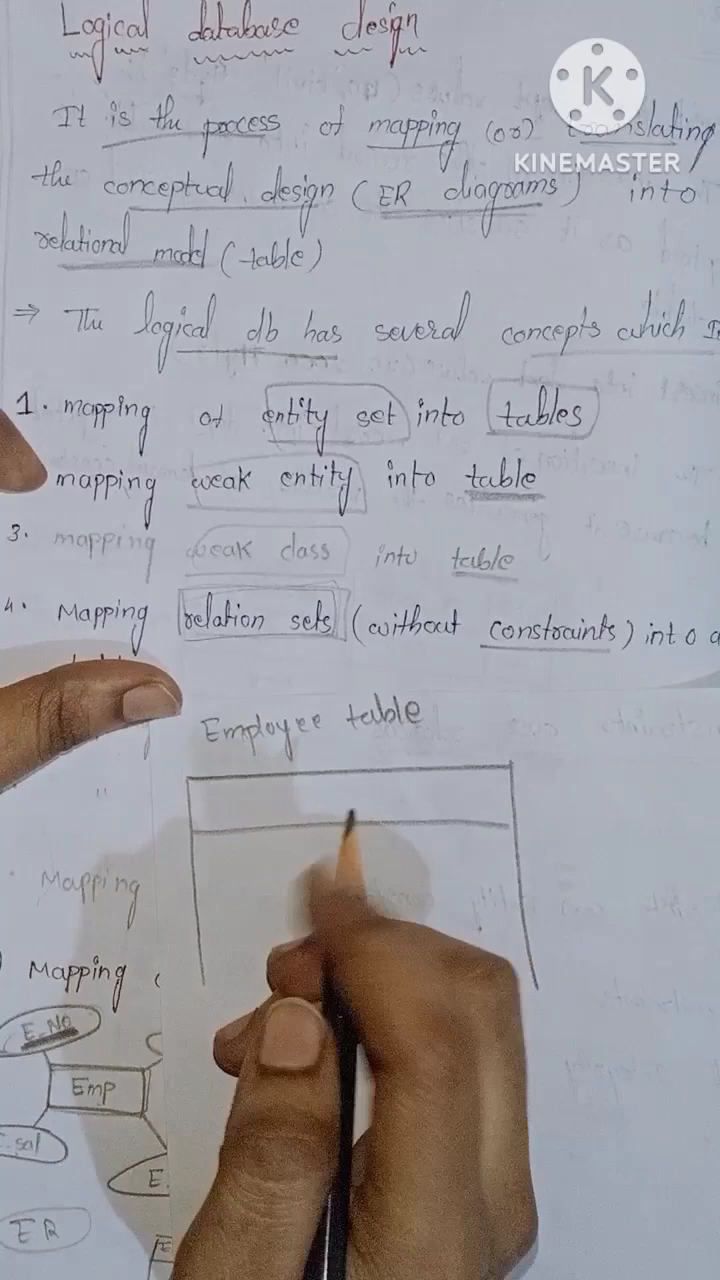 Logical database design
KINEMASTER
It is the process of mapping (or) translating
the conceptual design (ER diagrams) into
relational model (table)
⇒ The logical db has several concepts which
1. mapping of entity set into tables
mapping weak entity into table
3. mapping weak class into table
4. Mapping relation sets (without constraints) into a
Employee table
Mapping
Mapping
E-NO
Emp
sal
E.
ER
E